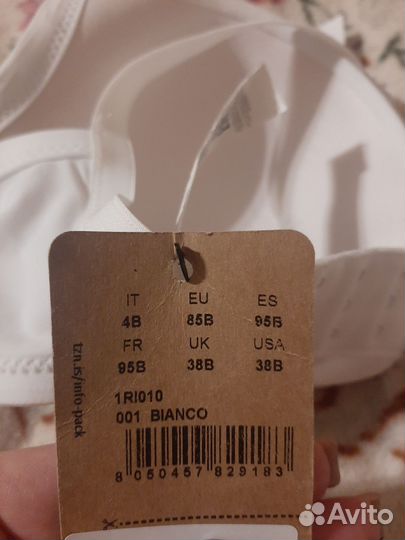 IT EU ES
4B 85B 95B
FR UK USA
95B 38B 38B
1RI010
001 BIANCO
8 050457 829183
tzn.is/info-pack
Avito